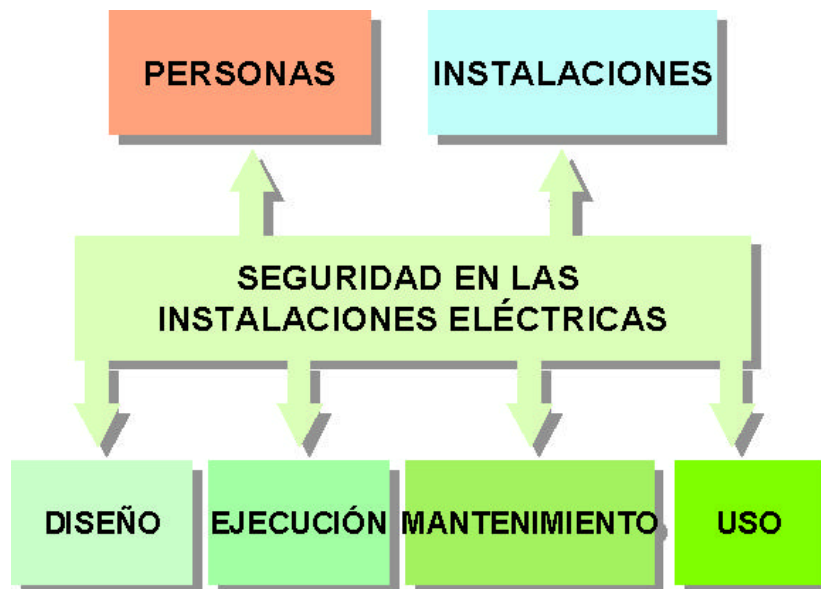 PERSONAS
INSTALACIONES
SEGURIDAD EN LAS
INSTALACIONES ELÉCTRICAS
DISEÑO
EJECUCIÓN
MANTENIMIENTO
USO